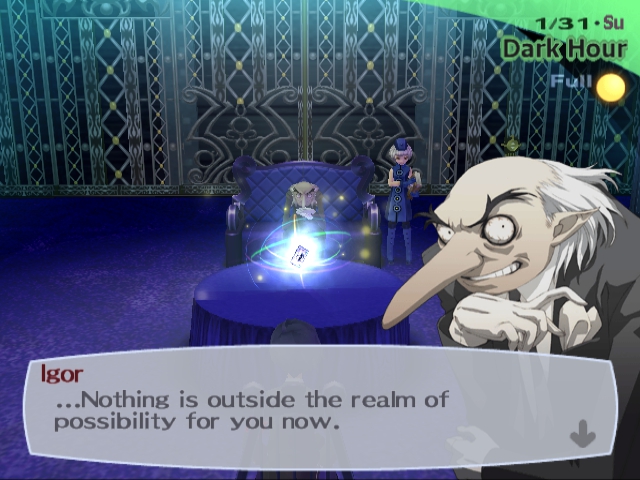 1/31·Su
Dark Hour
Full
Igor
...Nothing is outside the realm of
possibility for you now.